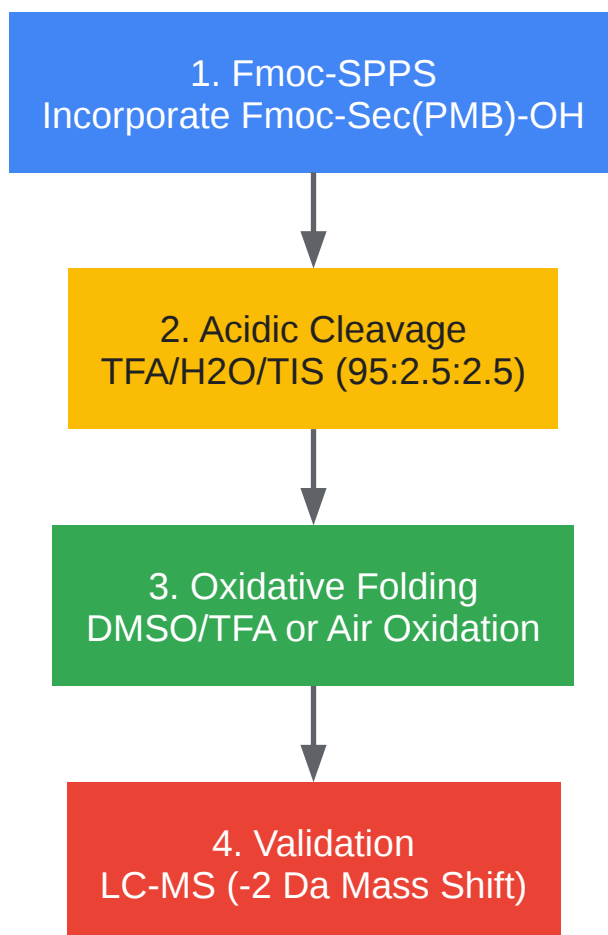 1. Fmoc-SPPS
Incorporate Fmoc-Sec(PMB)-OH
2. Acidic Cleavage
TFA/H2O/TIS (95:2.5:2.5)
3. Oxidative Folding
DMSO/TFA or Air Oxidation
4. Validation
LC-MS (-2 Da Mass Shift)